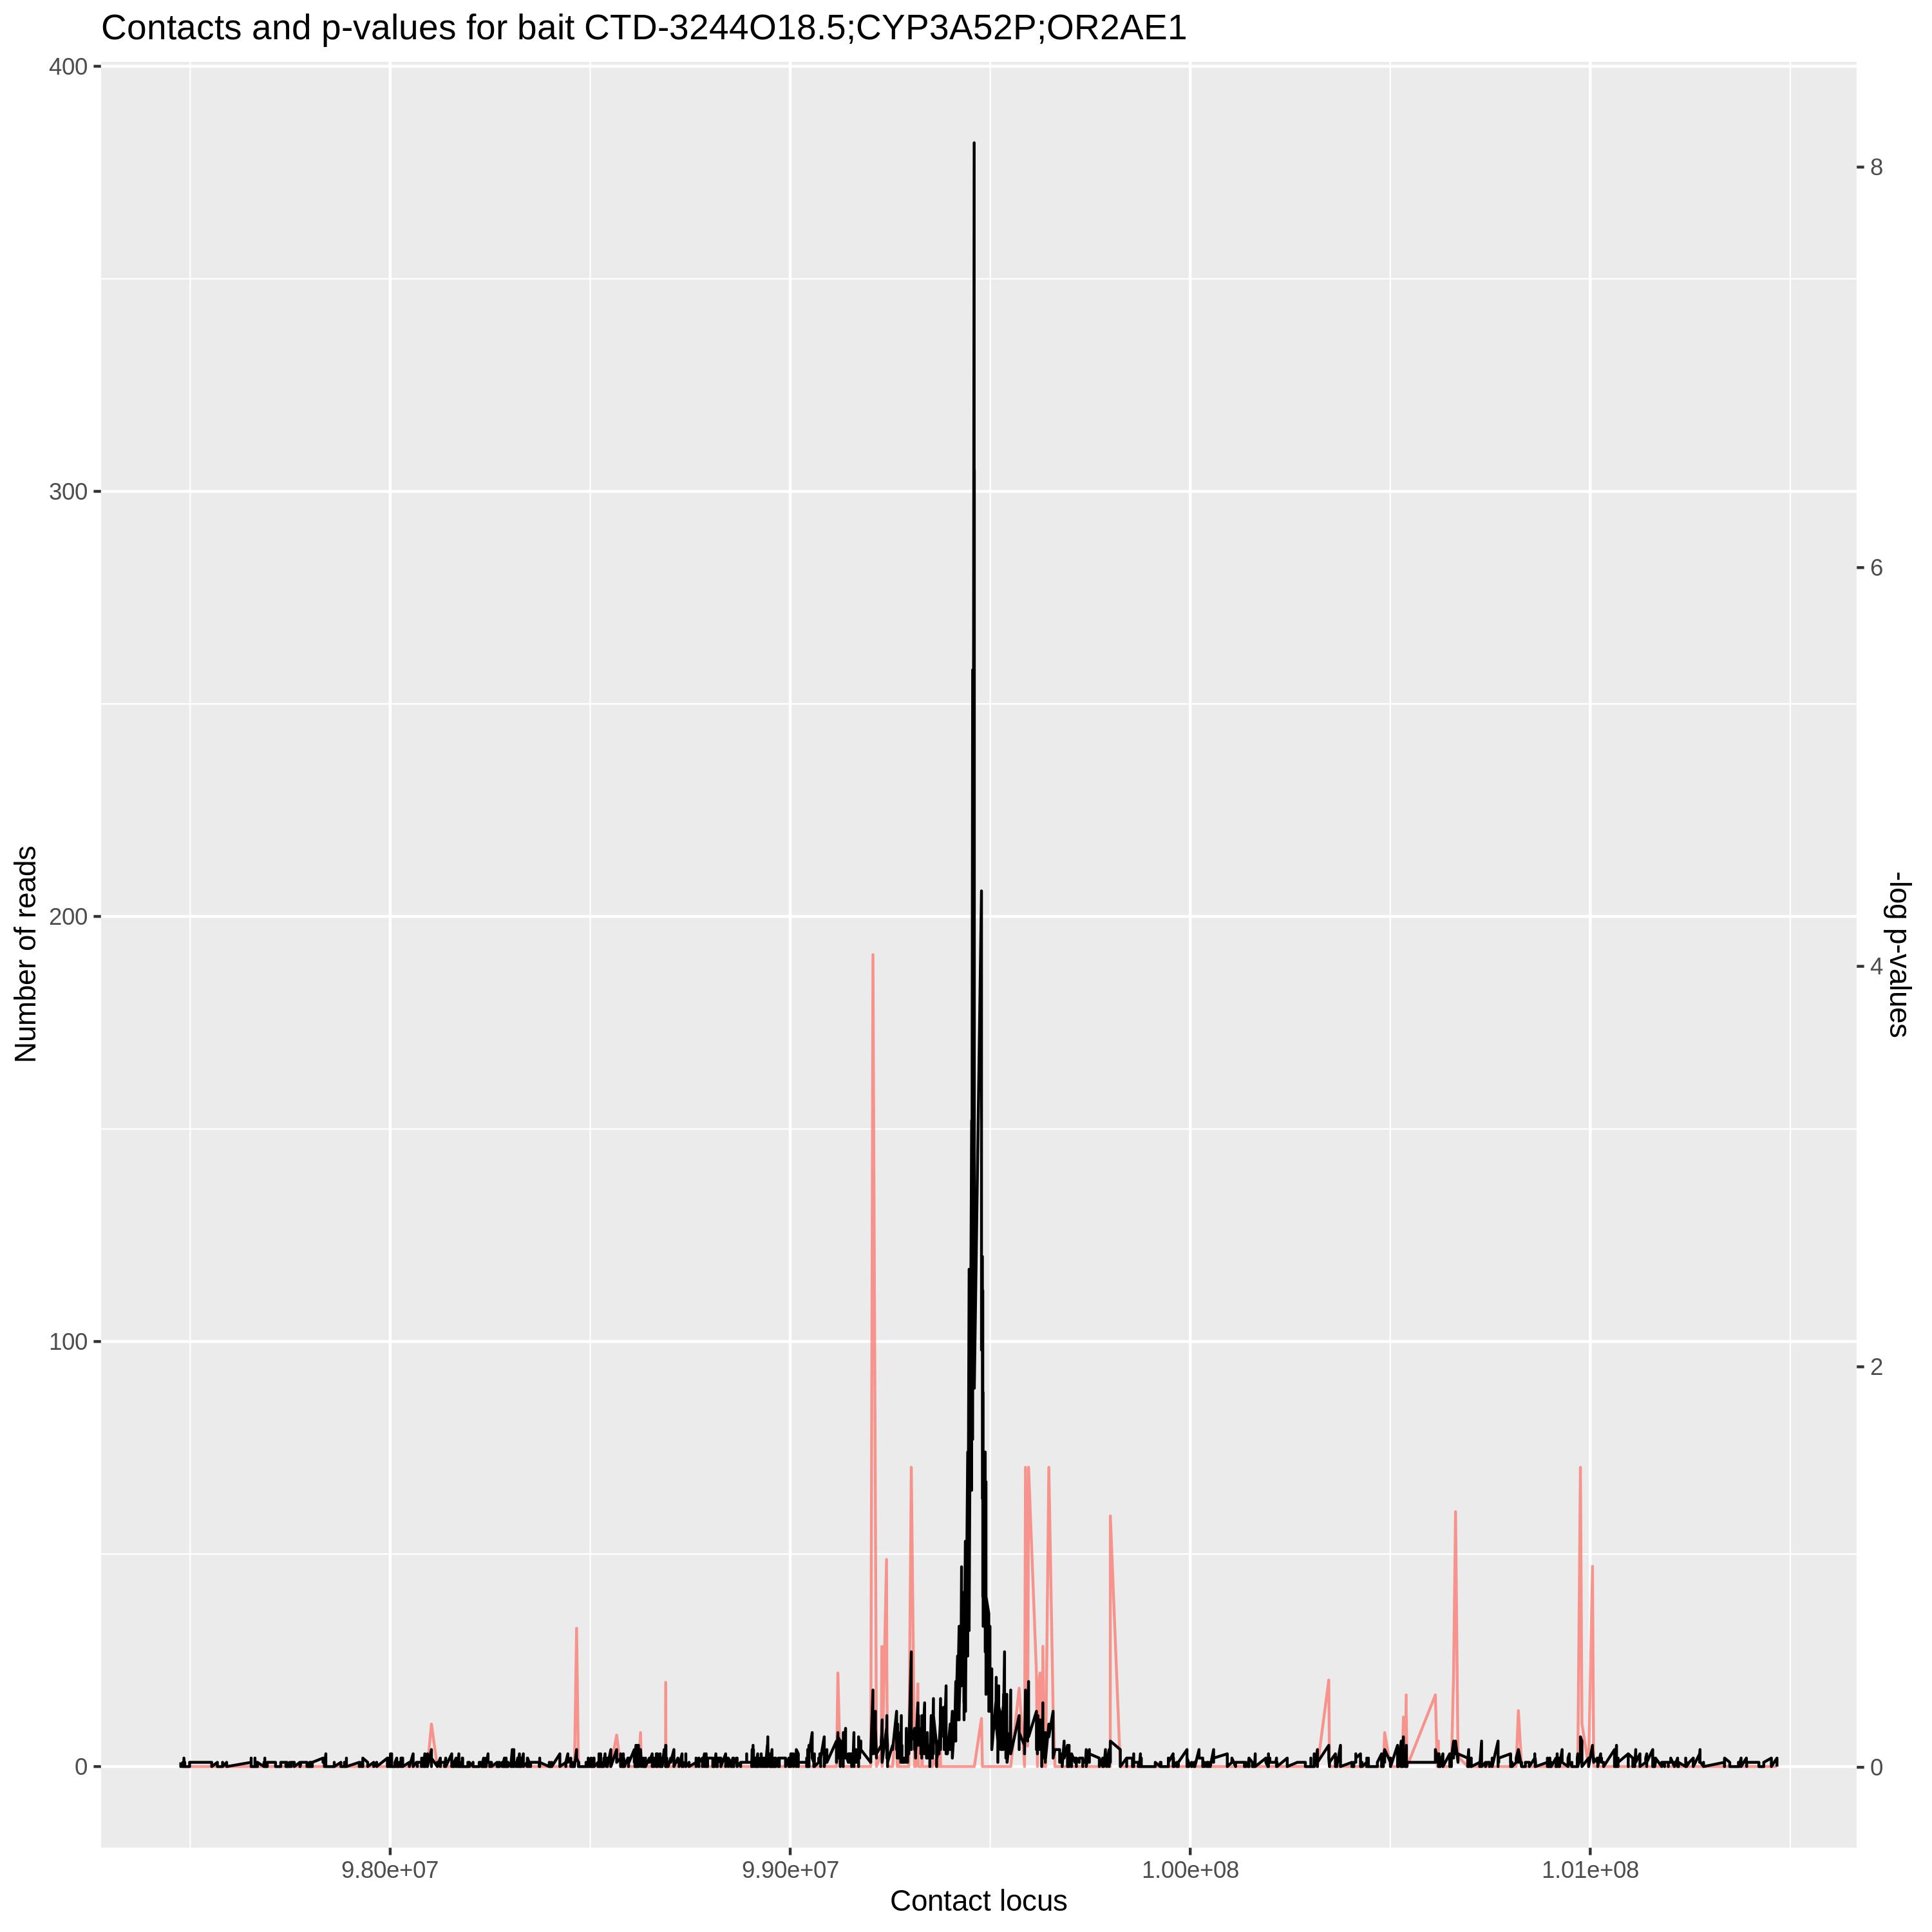 Contacts and p-values for bait CTD-3244O18.5;CYP3A52P;OR2AE1
400
300
200
100
0
Number of reads
8
6
4
2
0
-log p-values
9.80e+07
9.90e+07
1.00e+08
1.01e+08
Contact locus